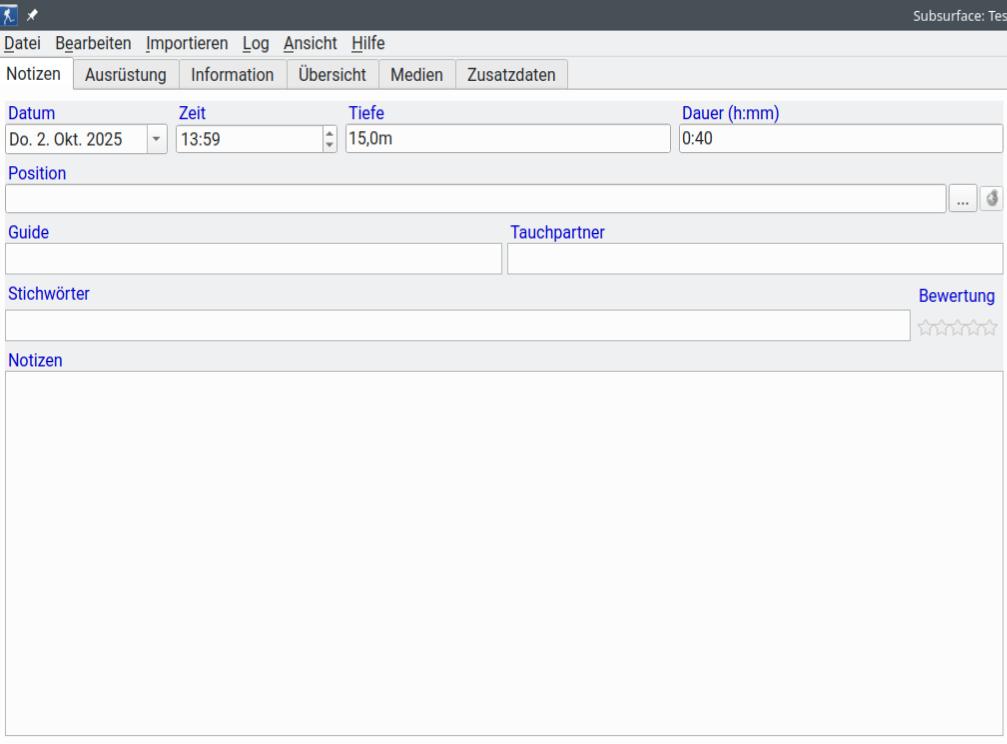 Subsurface: Tes
Datei Bearbeiten Importieren Log Ansicht Hilfe
Notizen Ausrüstung Information Übersicht Medien Zusatzdaten
Datum Zeit Tiefe Dauer (h:mm)
Do. 2. Okt. 2025 13:59 15,0m 0:40
Position
...
Guide Tauchpartner
Stichwörter Bewertung
Notizen